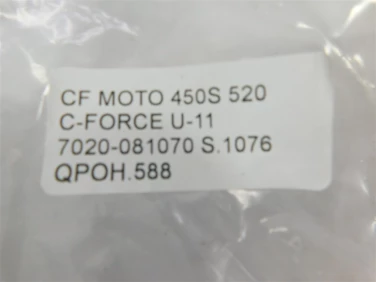 CF MOTO 450S 520
C-FORCE U-11
7020-081070 S.1076
QPOH.588